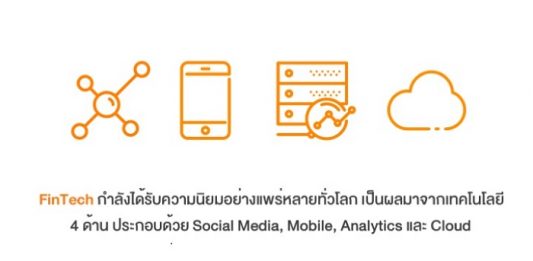 FinTech กำลังได้รับความนิยมอย่างแพร่หลายทั่วโลก เป็นผลมาจากเทคโนโลยี
4 ด้าน ประกอบด้วย Social Media, Mobile, Analytics และ Cloud